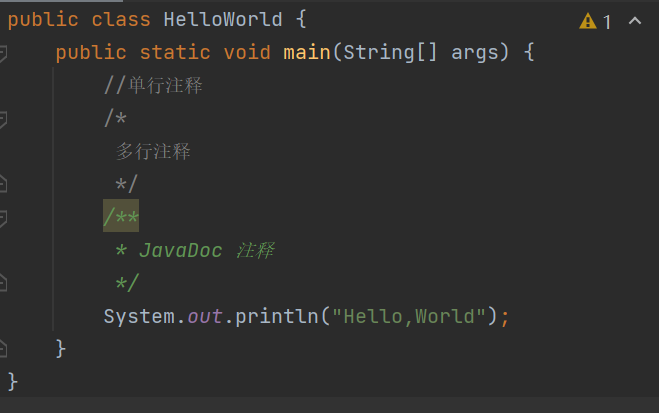 public class HelloWorld {
1
public static void main(String[] args) {
//单行注释
/*
多行注释
*/
/**
* JavaDoc 注释
*/
System.out.println("Hello,World");
}
}